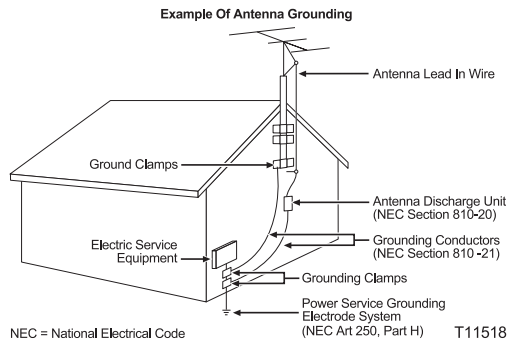 Example Of Antenna Grounding
Antenna Lead In Wire
Ground Clamps
Antenna Discharge Unit
(NEC Section 810-20)
Electric Service
Equipment
Grounding Conductors
(NEC Section 810-21)
Grounding Clamps
Power Service Grounding
Electrode System
(NEC Art 250, Part H)
NEC = National Electrical Code
T11518